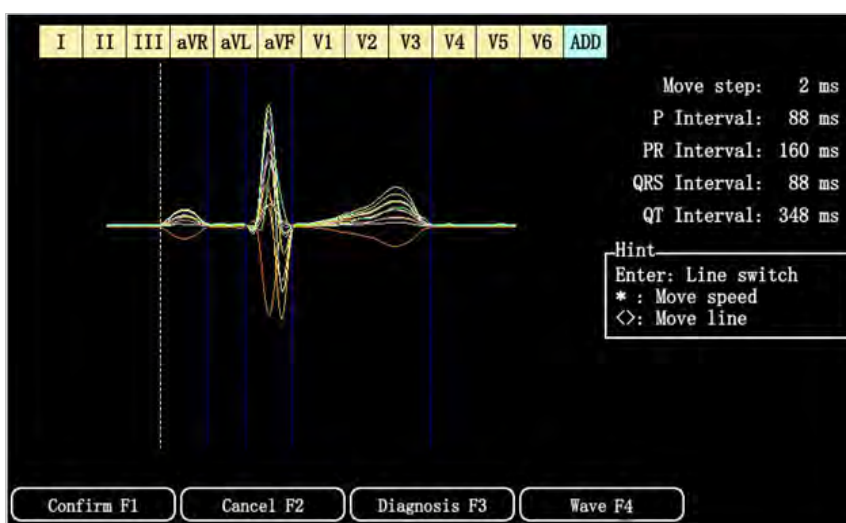 I II III aVR aVL aVF V1 V2 V3 V4 V5 V6 ADD
Move step: 2 ms
P Interval: 88 ms
PR Interval: 160 ms
QRS Interval: 88 ms
QT Interval: 348 ms
Hint
Enter: Line switch
* : Move speed
<>: Move line
Confirm F1 Cancel F2 Diagnosis F3 Wave F4